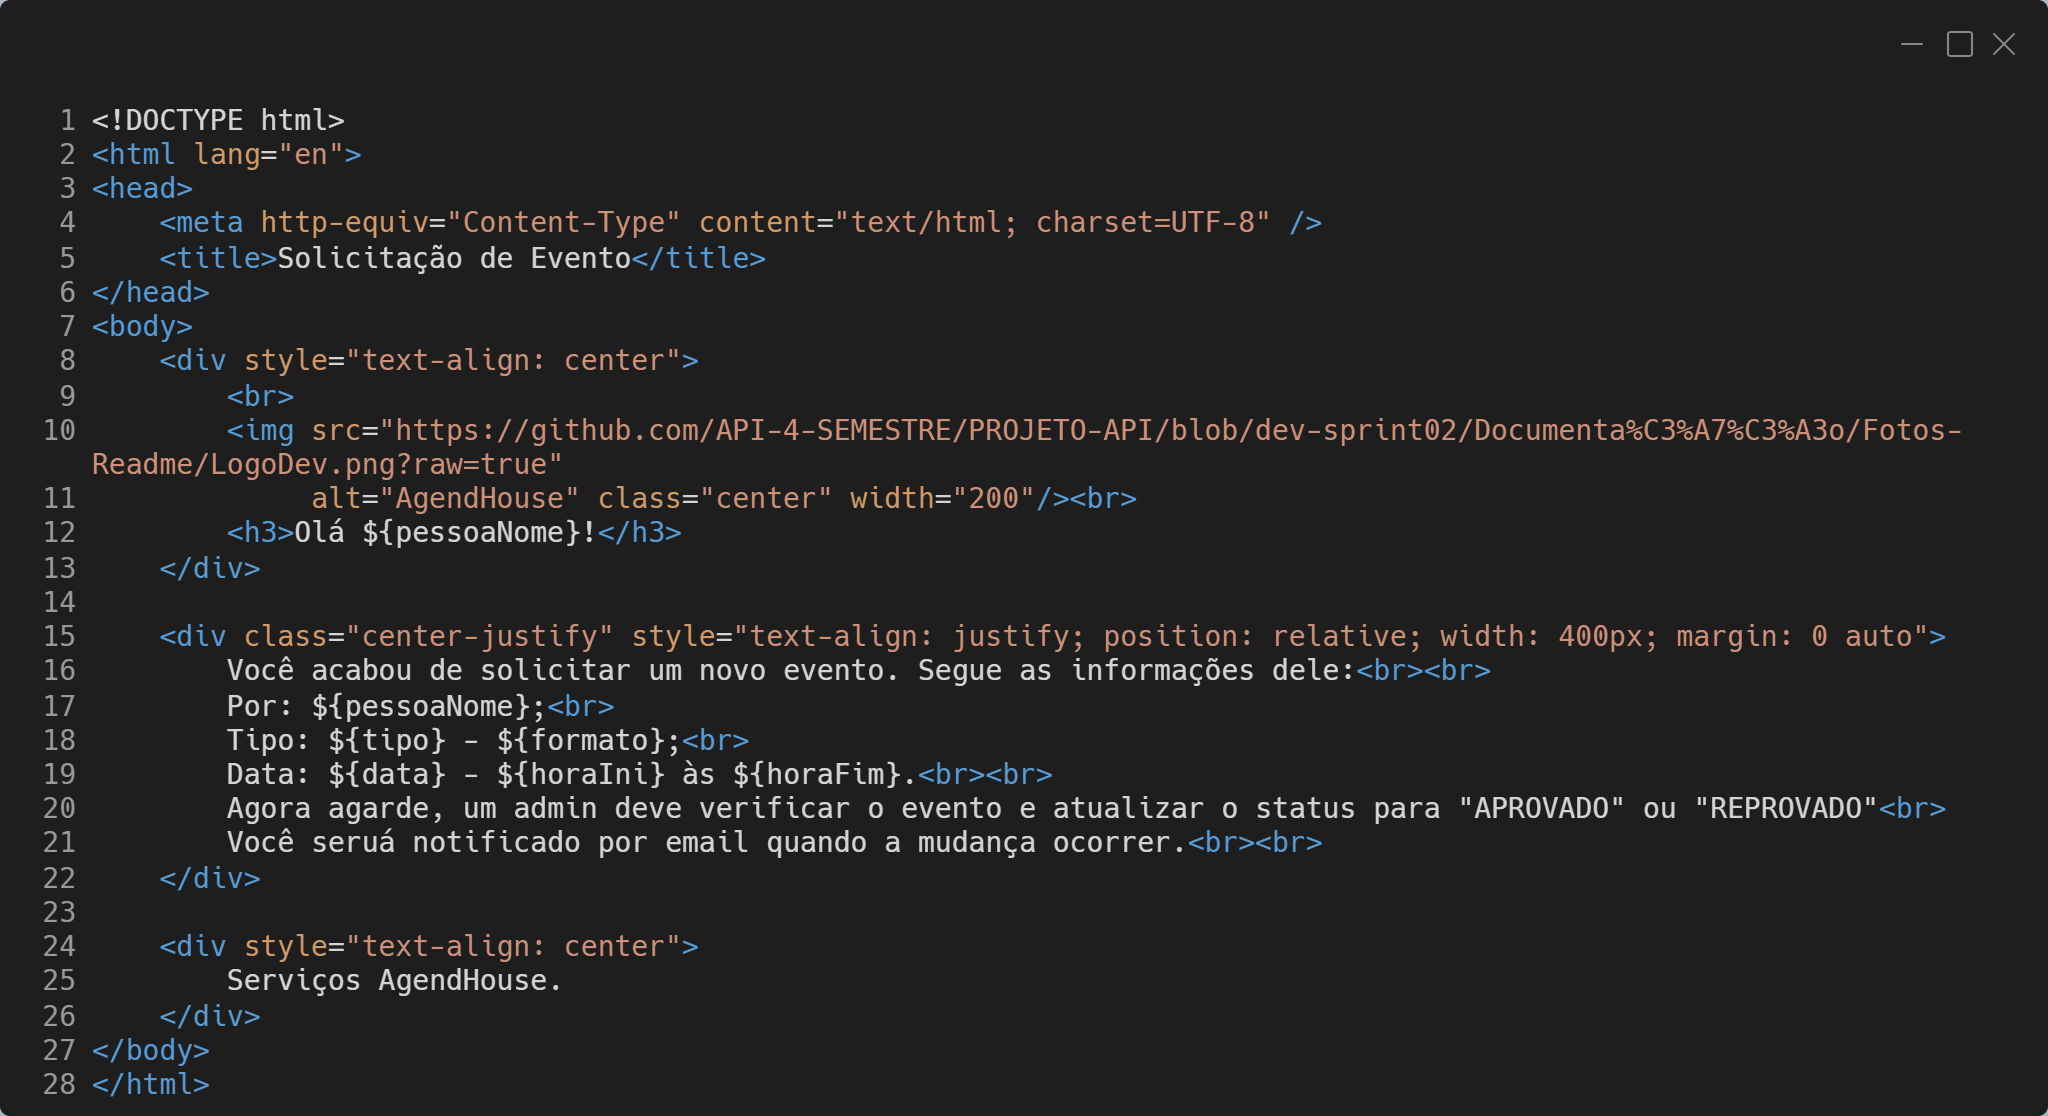 1 <!DOCTYPE html>
2 <html lang="en">
3 <head>
4     <meta http-equiv="Content-Type" content="text/html; charset=UTF-8" />
5     <title>Solicitação de Evento</title>
6 </head>
7 <body>
8     <div style="text-align: center">
9         <br>
10         <img src="https://github.com/API-4-SEMESTRE/PROJETO-API/blob/dev-sprint02/Documenta%C3%A7%C3%A3o/Fotos-
Readme/LogoDev.png?raw=true"
11              alt="AgendHouse" class="center" width="200"/><br>
12         <h3>Olá ${pessoaNome}!</h3>
13     </div>
14
15     <div class="center-justify" style="text-align: justify; position: relative; width: 400px; margin: 0 auto">
16         Você acabou de solicitar um novo evento. Segue as informações dele:<br><br>
17         Por: ${pessoaNome};<br>
18         Tipo: ${tipo} - ${formato};<br>
19         Data: ${data} - ${horaIni} às ${horaFim}.<br><br>
20         Agora agarde, um admin deve verificar o evento e atualizar o status para "APROVADO" ou "REPROVADO"<br>
21         Você seruá notificado por email quando a mudança ocorrer.<br><br>
22     </div>
23
24     <div style="text-align: center">
25         Serviços AgendHouse.
26     </div>
27 </body>
28 </html>